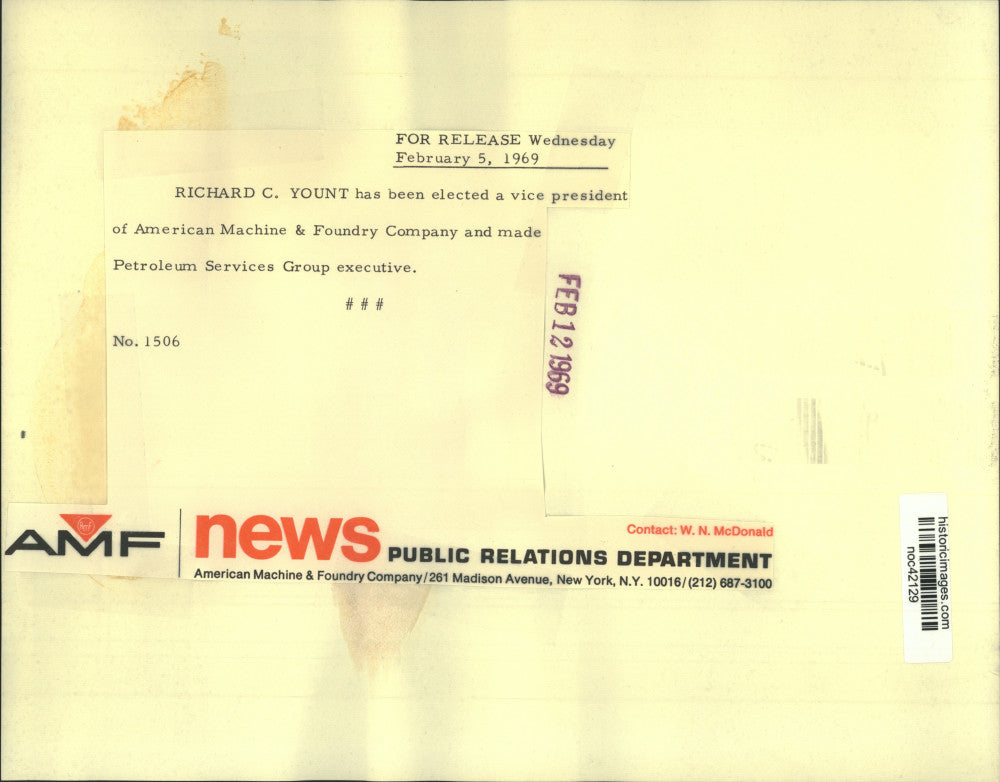 FOR RELEASE Wednesday
February 5, 1969
RICHARD C. YOUNT has been elected a vice president
of American Machine & Foundry Company and made
Petroleum Services Group executive.
# # #
No. 1506
FEB 12 1969
AMF
news
Contact: W. N. McDonald
PUBLIC RELATIONS DEPARTMENT
American Machine & Foundry Company/261 Madison Avenue, New York, N.Y. 10016/(212) 687-3100
historicimages.com
noc42129